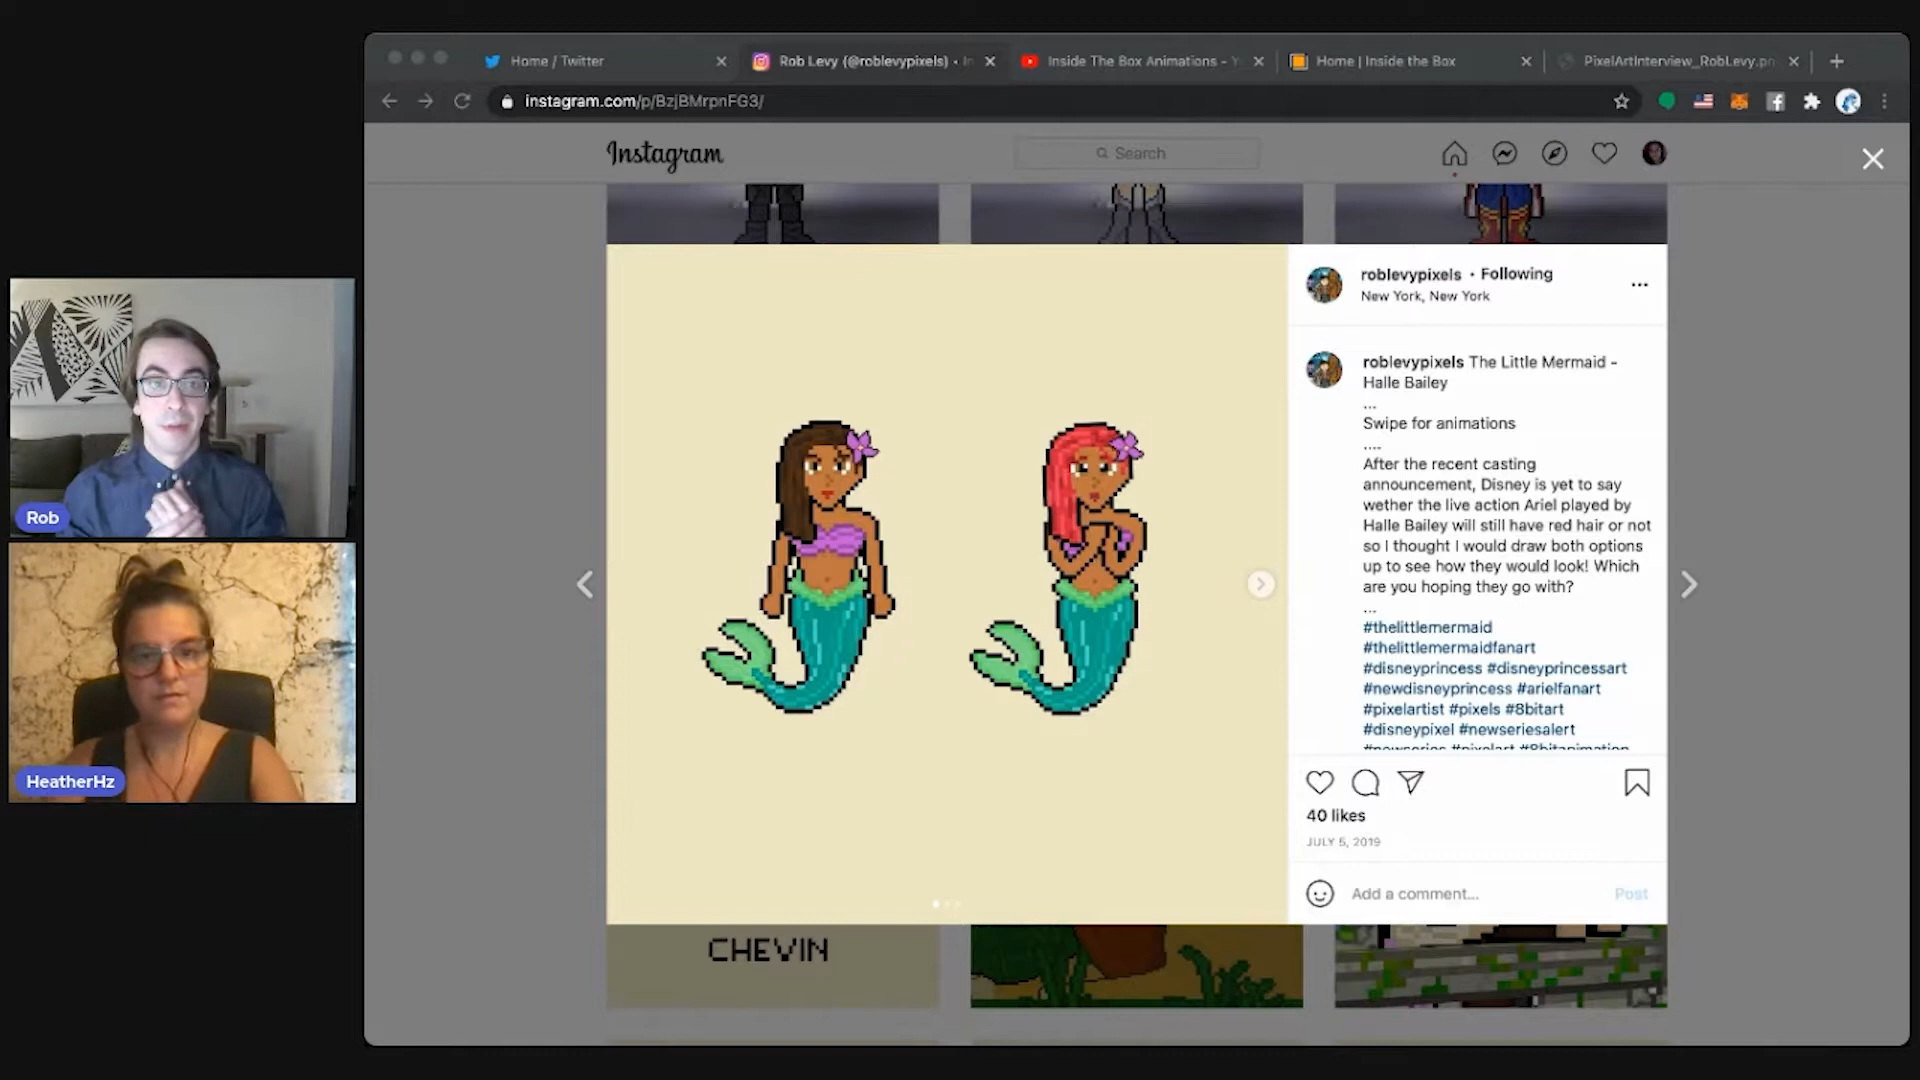 Home / Twitter
Rob Levy (@roblevypixels) • In
Inside The Box Animations - Y
Home | Inside the Box
PixelArtInterview_RobLevy.pn
instagram.com/p/BzjBMrpnFG3/
Instagram
Search
roblevypixels • Following
New York, New York
roblevypixels The Little Mermaid -
Halle Bailey
...
Swipe for animations
....
After the recent casting
announcement, Disney is yet to say
wether the live action Ariel played by
Halle Bailey will still have red hair or not
so I thought I would draw both options
up to see how they would look! Which
are you hoping they go with?
...
#thelittlemermaid
#thelittlemermaidfanart
#disneyprincess #disneyprincessart
#newdisneyprincess #arielfanart
#pixelartist #pixels #8bitart
#disneypixel #newseriesalert
#newseries #pixelart #8bitanimation
40 likes
JULY 5, 2019
Add a comment...
Post
CHEVIN
Rob
HeatherHz